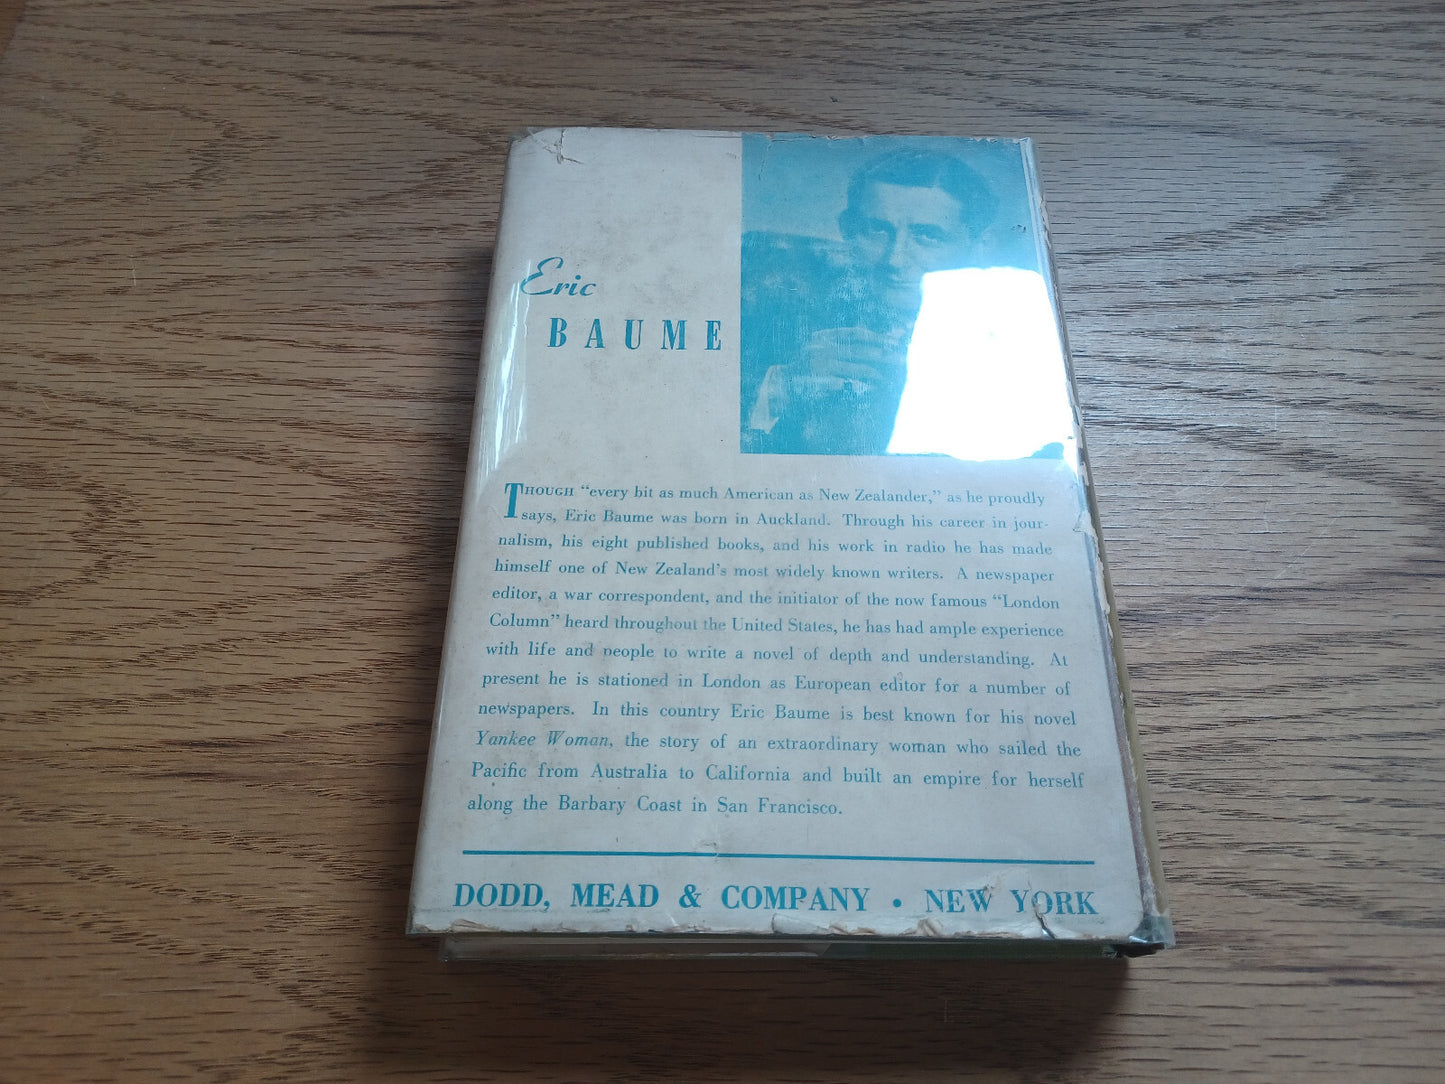 Eric
BAUME
THOUGH "every bit as much American as New Zealander," as he proudly
says, Eric Baume was born in Auckland. Through his career in jour-
nalism, his eight published books, and his work in radio he has made
himself one of New Zealand's most widely known writers. A newspaper
editor, a war correspondent, and the initiator of the now famous "London
Column" heard throughout the United States, he has had ample experience
with life and people to write a novel of depth and understanding. At
present he is stationed in London as European editor for a number of
newspapers. In this country Eric Baume is best known for his novel
Yankee Woman, the story of an extraordinary woman who sailed the
Pacific from Australia to California and built an empire for herself
along the Barbary Coast in San Francisco.
DODD, MEAD & COMPANY • NEW YORK